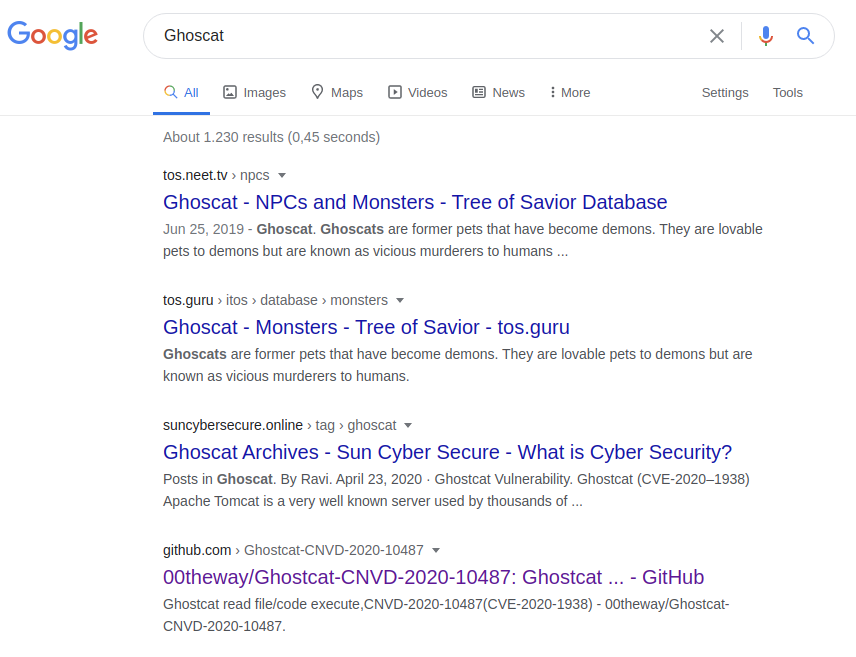 Google
Ghoscat
All Images Maps Videos News More Settings Tools
About 1.230 results (0,45 seconds)
tos.neet.tv › npcs
Ghoscat - NPCs and Monsters - Tree of Savior Database
Jun 25, 2019 - Ghoscat. Ghoscats are former pets that have become demons. They are lovable
pets to demons but are known as vicious murderers to humans ...
tos.guru › itos › database › monsters
Ghoscat - Monsters - Tree of Savior - tos.guru
Ghoscats are former pets that have become demons. They are lovable pets to demons but are
known as vicious murderers to humans.
suncybersecure.online › tag › ghoscat
Ghoscat Archives - Sun Cyber Secure - What is Cyber Security?
Posts in Ghoscat. By Ravi. April 23, 2020 · Ghostcat Vulnerability. Ghostcat (CVE-2020–1938)
Apache Tomcat is a very well known server used by thousands of ...
github.com › Ghostcat-CNVD-2020-10487
00theway/Ghostcat-CNVD-2020-10487: Ghostcat ... - GitHub
Ghostcat read file/code execute,CNVD-2020-10487(CVE-2020-1938) - 00theway/Ghostcat-
CNVD-2020-10487.